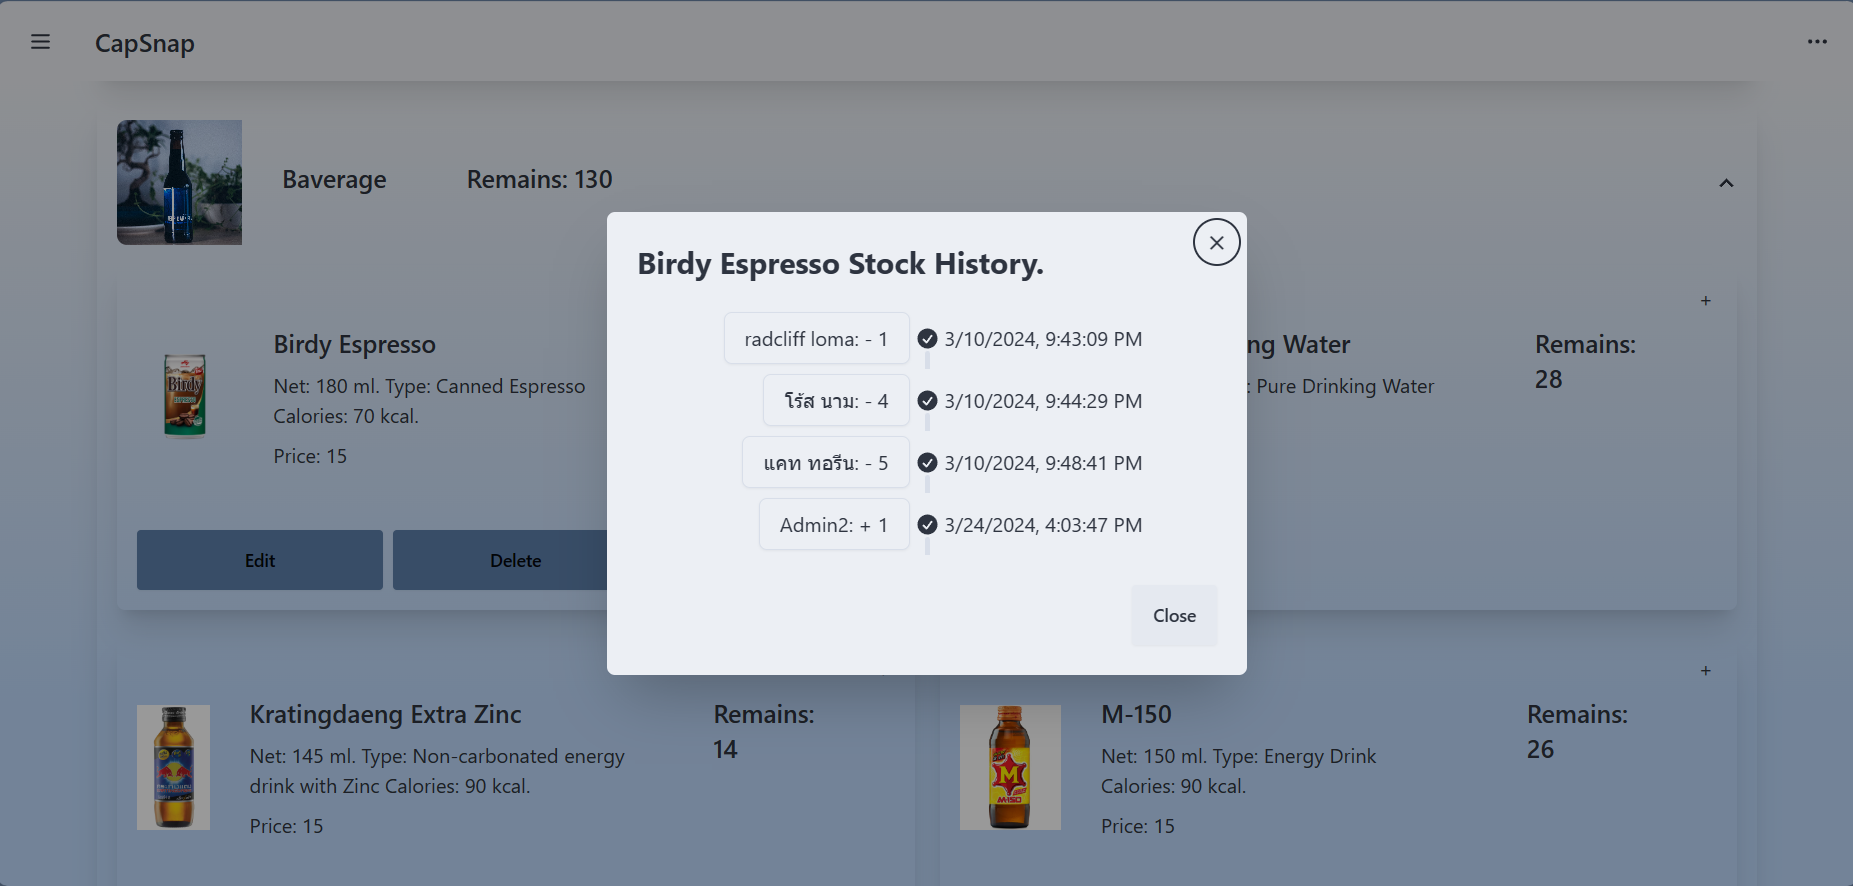 CapSnap
Baverage
Remains: 130
Birdy Espresso Stock History.
radcliff loma: - 1
3/10/2024, 9:43:09 PM
โรัส นาม: - 4
3/10/2024, 9:44:29 PM
แคท ทอรีน: - 5
3/10/2024, 9:48:41 PM
Admin2: + 1
3/24/2024, 4:03:47 PM
Close
Birdy Espresso
Net: 180 ml. Type: Canned Espresso
Calories: 70 kcal.
Price: 15
Edit
Delete
+
ng Water
: Pure Drinking Water
Remains:
28
Birdy
Kratingdaeng Extra Zinc
Net: 145 ml. Type: Non-carbonated energy
drink with Zinc Calories: 90 kcal.
Price: 15
Remains:
14
+
M-150
Net: 150 ml. Type: Energy Drink
Calories: 90 kcal.
Price: 15
Remains:
26
M
M-150